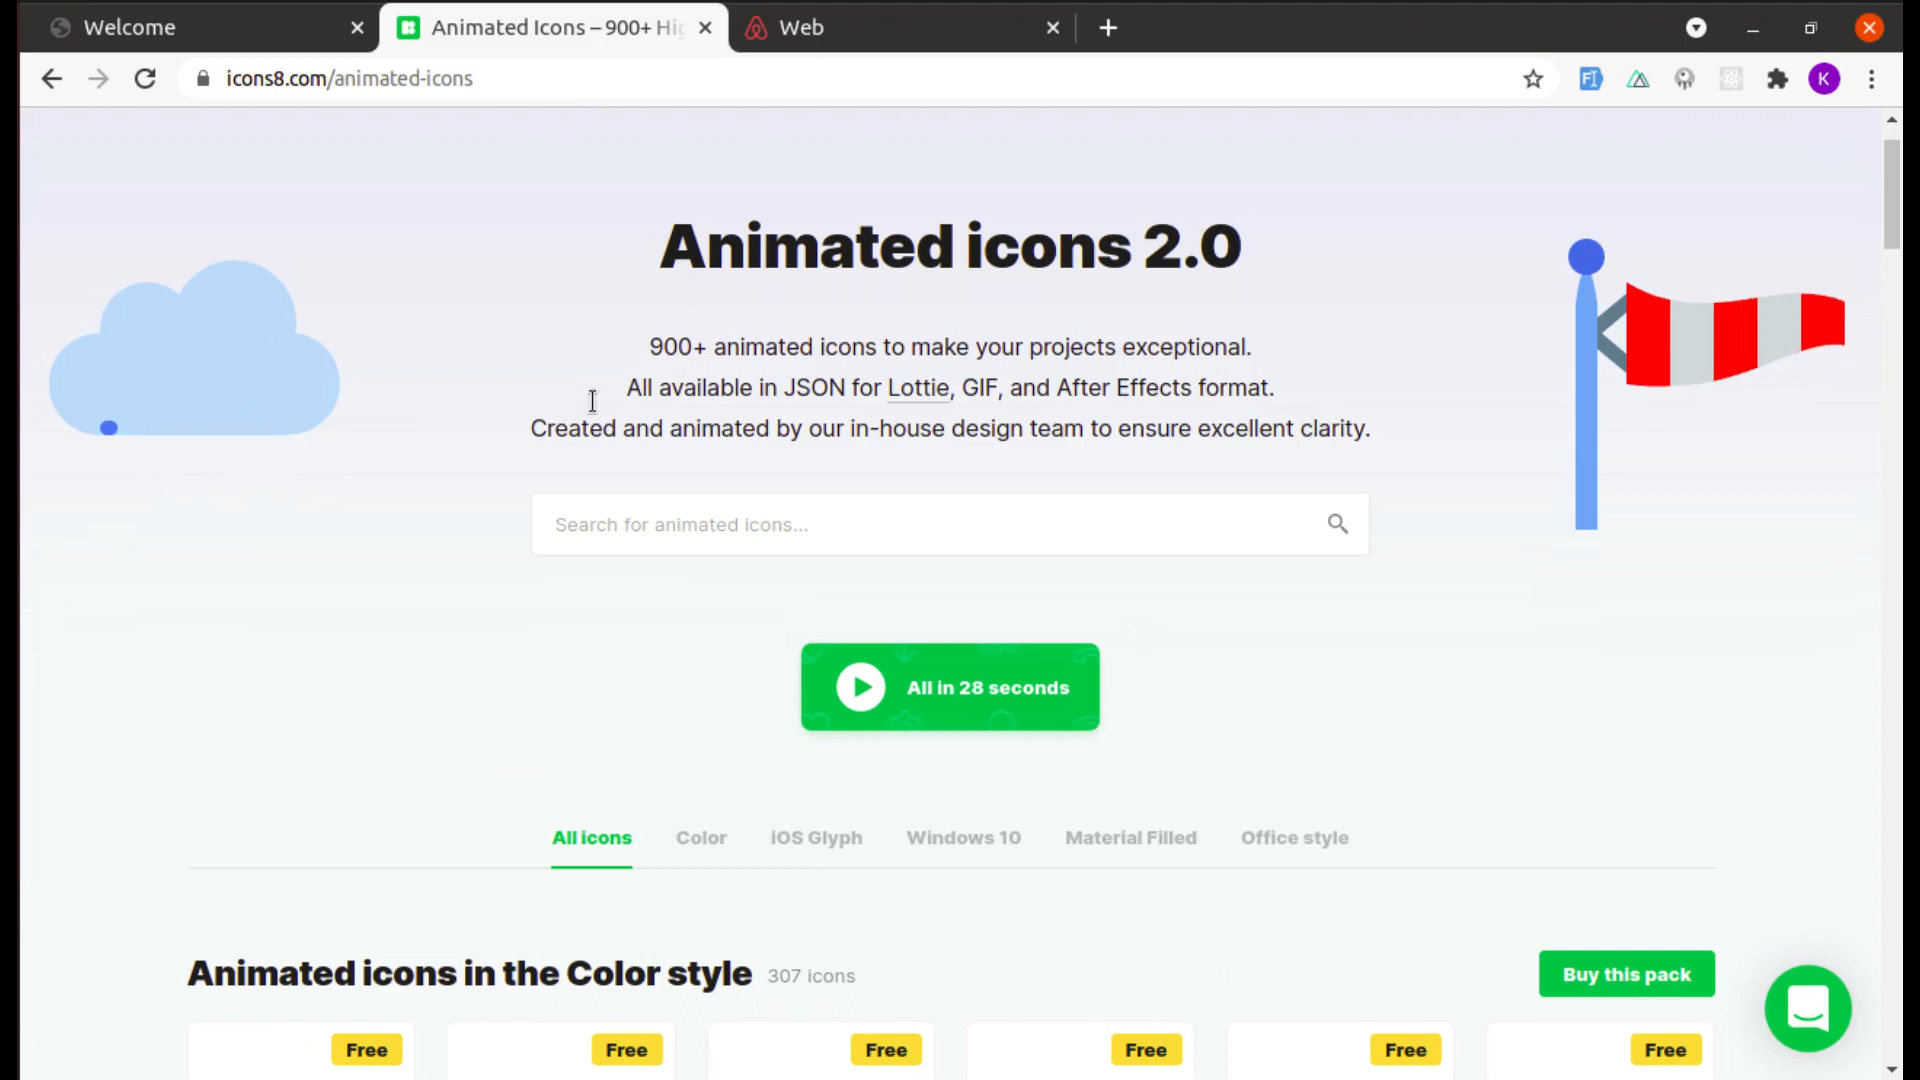 Welcome
Animated Icons – 900+ Hig
Web
icons8.com/animated-icons
K
Animated icons 2.0
900+ animated icons to make your projects exceptional.
All available in JSON for Lottie, GIF, and After Effects format.
Created and animated by our in-house design team to ensure excellent clarity.
Search for animated icons...
All in 28 seconds
All icons Color iOS Glyph Windows 10 Material Filled Office style
Animated icons in the Color style 307 icons
Buy this pack
Free Free Free Free Free Free